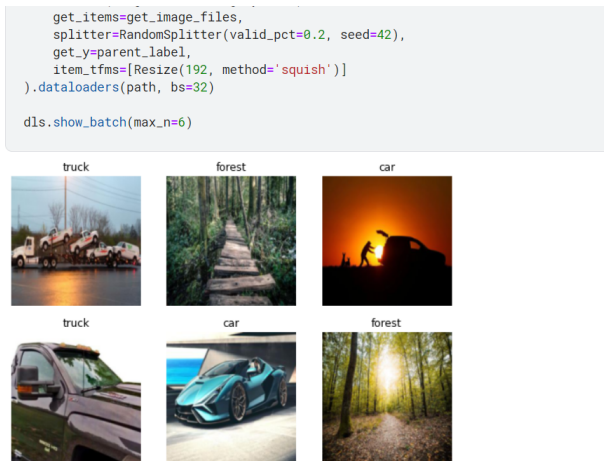 get_items=get_image_files,
splitter=RandomSplitter(valid_pct=0.2, seed=42),
get_y=parent_label,
item_tfms=[Resize(192, method='squish')]
).dataloaders(path, bs=32)
dls.show_batch(max_n=6)
truck forest car
truck car forest